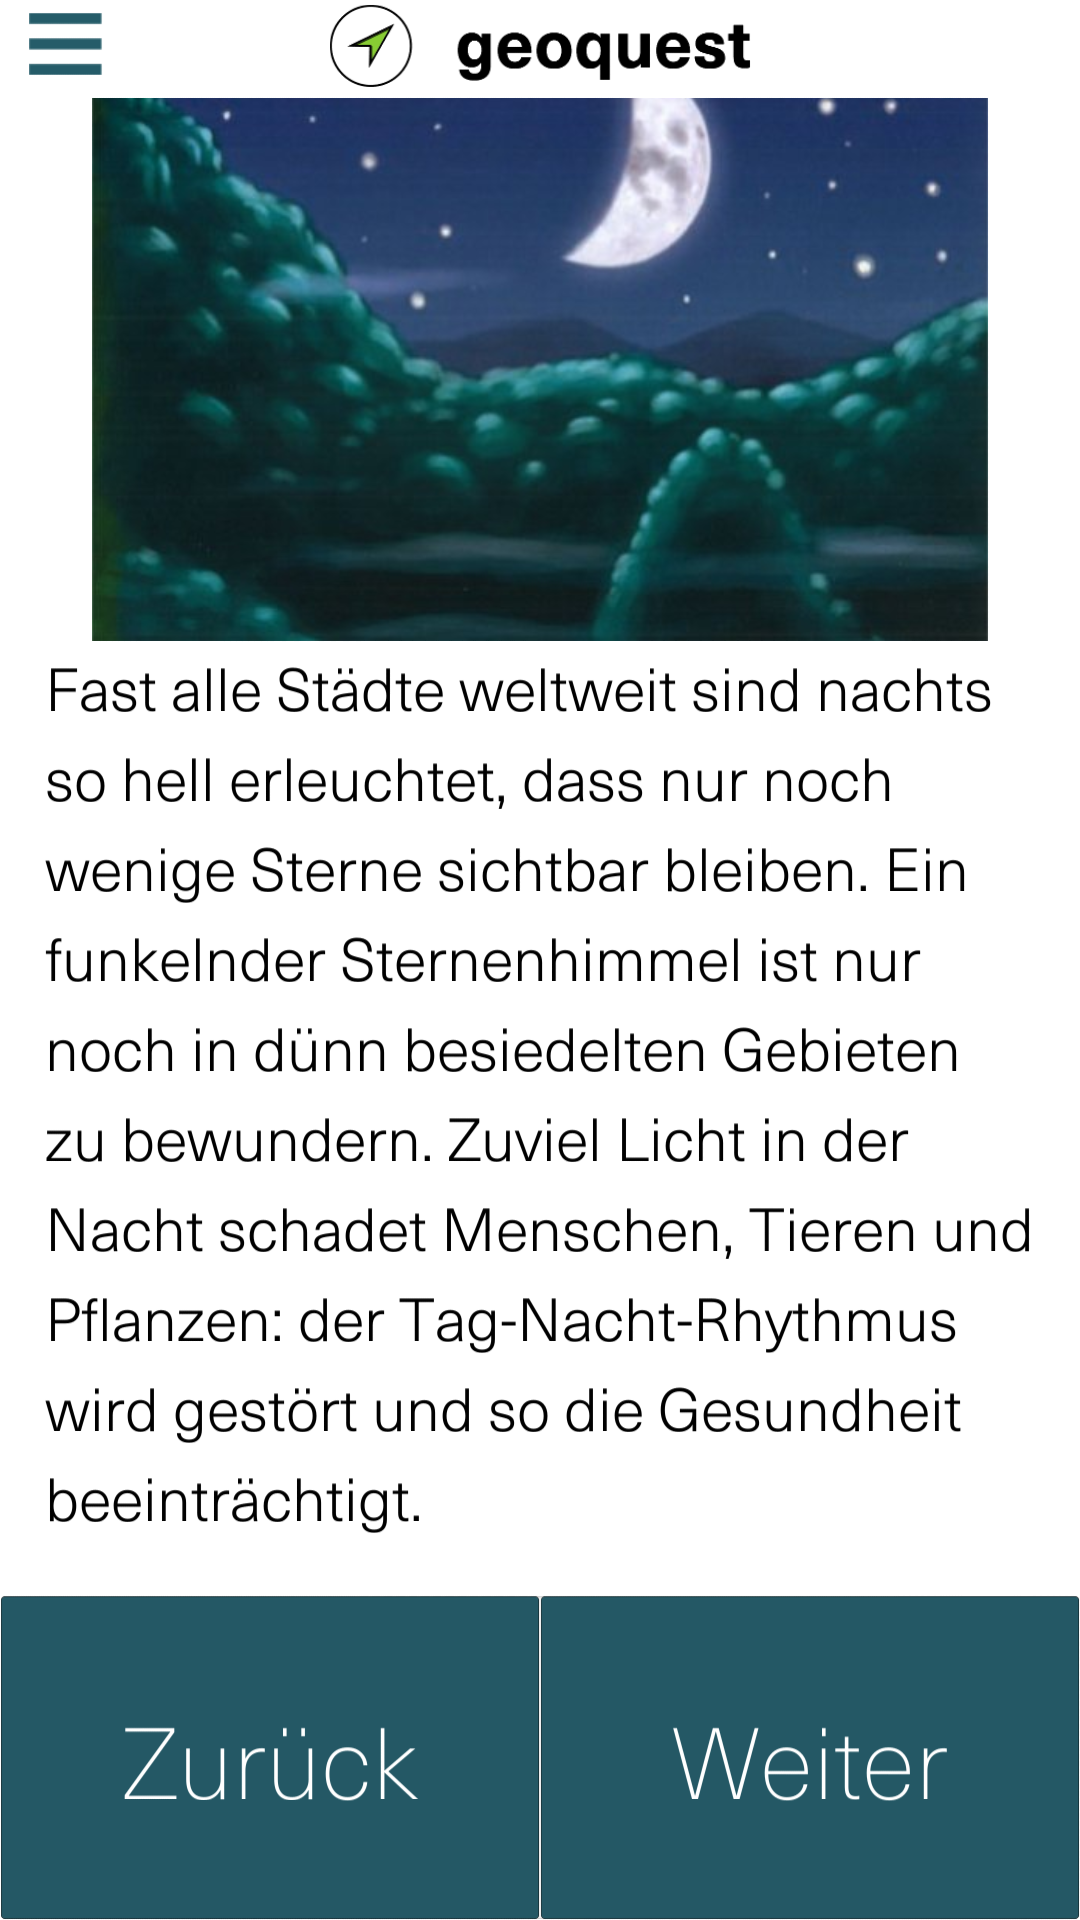 geoquest
Fast alle Städte weltweit sind nachts
so hell erleuchtet, dass nur noch
wenige Sterne sichtbar bleiben. Ein
funkelnder Sternenhimmel ist nur
noch in dünn besiedelten Gebieten
zu bewundern. Zuviel Licht in der
Nacht schadet Menschen, Tieren und
Pflanzen: der Tag-Nacht-Rhythmus
wird gestört und so die Gesundheit
beeinträchtigt.
Zurück
Weiter